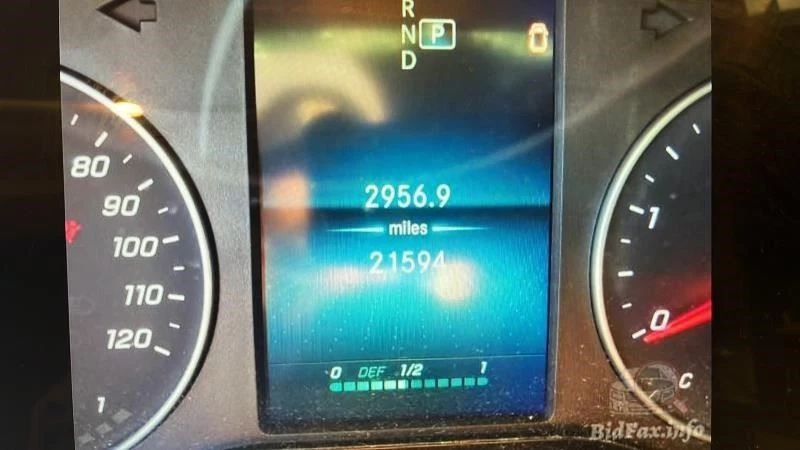 R
N P
D
80
90
100
110
120
1
2956.9
miles
21594
0 DEF 1/2 1
1
0
C
BidFax.info